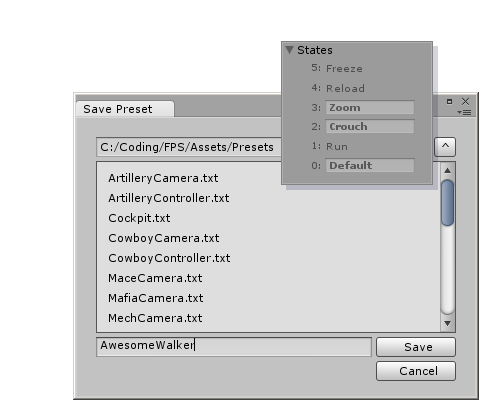 States
5: Freeze
4: Reload
3: Zoom
2: Crouch
1: Run
0: Default
Save Preset
C:/Coding/FPS/Assets/Presets
ArtilleryCamera.txt
ArtilleryController.txt
Cockpit.txt
CowboyCamera.txt
CowboyController.txt
MaceCamera.txt
MafiaCamera.txt
MechCamera.txt
AwesomeWalker
Save
Cancel